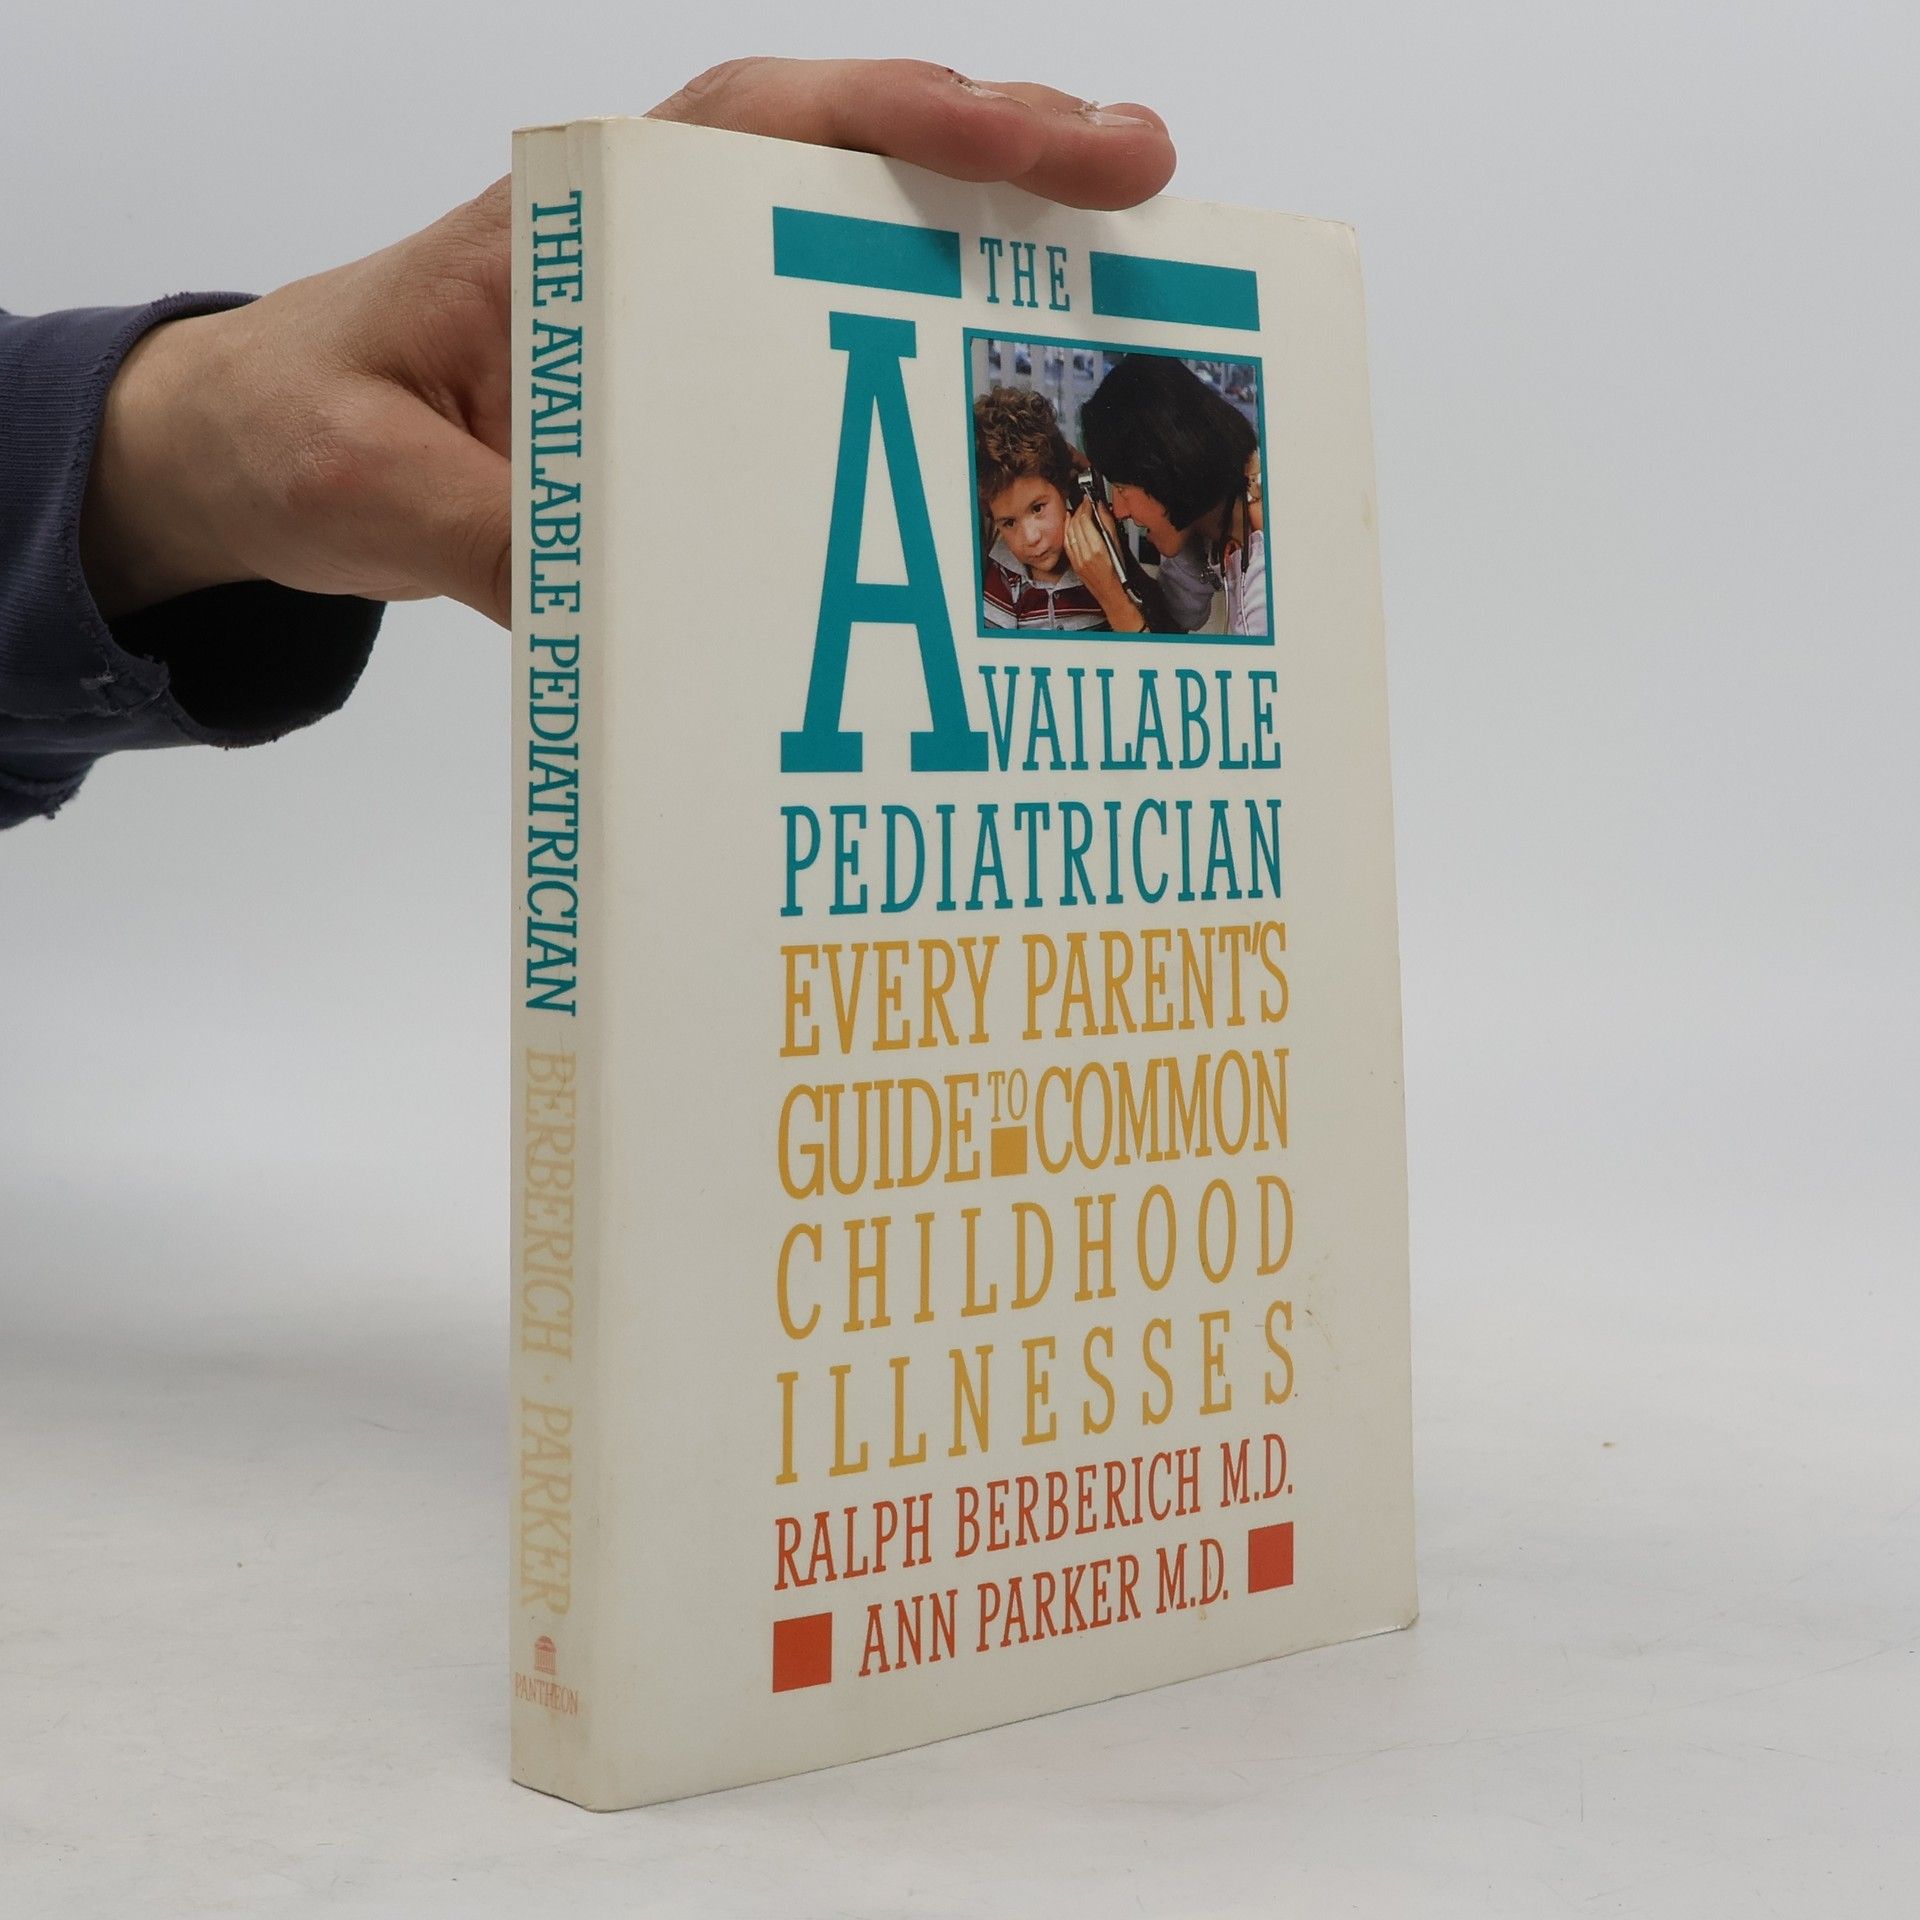 THE AVAILABLE PEDIATRICIAN BERBERICH · PARKER
PANTHEON
THE
AVAILABLE
PEDIATRICIAN
EVERY PARENT'S
GUIDE TO COMMON
CHILDHOOD
ILLNESSES
RALPH BERBERICH M.D.
ANN PARKER M.D.